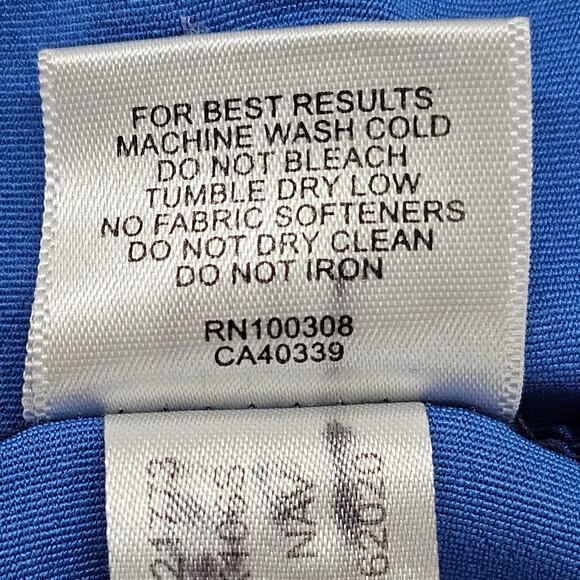 FOR BEST RESULTS
MACHINE WASH COLD
DO NOT BLEACH
TUMBLE DRY LOW
NO FABRIC SOFTENERS
DO NOT DRY CLEAN
DO NOT IRON
RN100308
CA40339
NAV